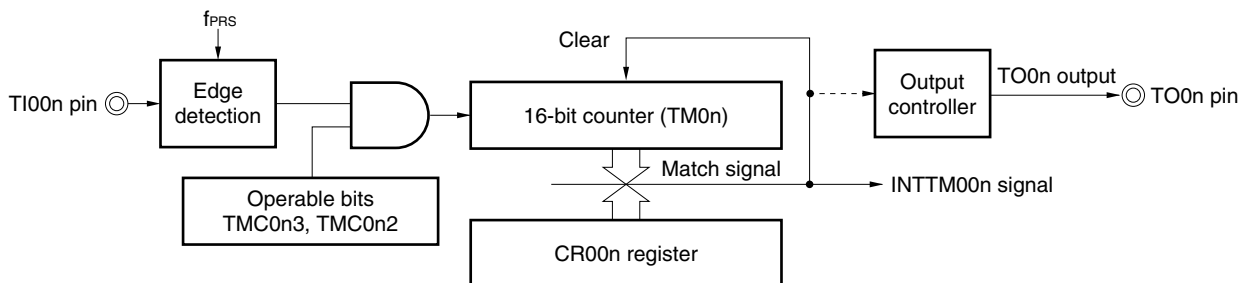 fPRS
Clear
TI00n pin
Edge
detection
16-bit counter (TM0n)
Output
controller
TO0n output
TO0n pin
Match signal
INTTM00n signal
Operable bits
TMC0n3, TMC0n2
CR00n register